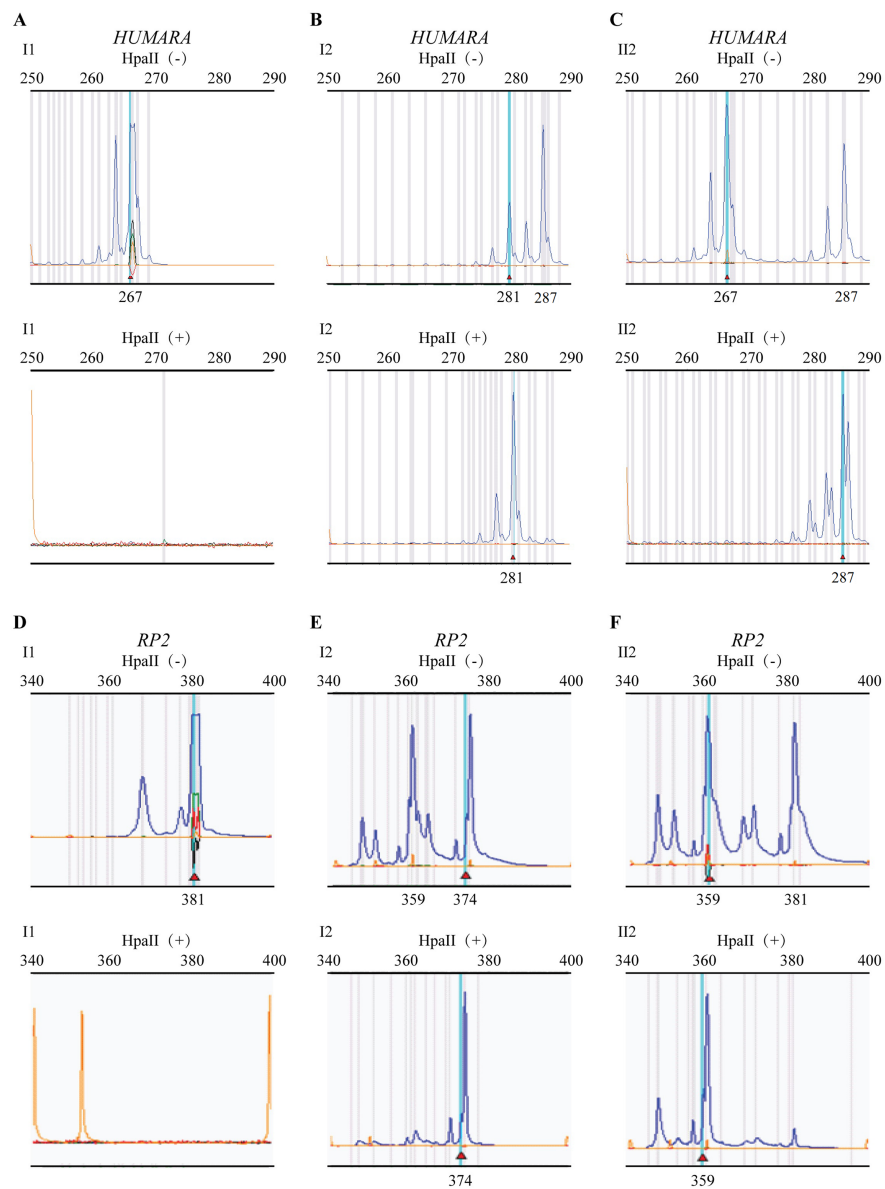 A B C
I1 HUMARA I2 HUMARA II2 HUMARA
HpaII (-) HpaII (-) HpaII (-)
250 260 270 280 290 250 260 270 280 290 250 260 270 280 290
267 281 287 267 287
I1 HpaII (+) I2 HpaII (+) II2 HpaII (+)
250 260 270 280 290 250 260 270 280 290 250 260 270 280 290
281 287
D E F
I1 RP2 I2 RP2 II2 RP2
HpaII (-) HpaII (-) HpaII (-)
340 360 380 400 340 360 380 400 340 360 380 400
381 359 374 359 381
I1 HpaII (+) I2 HpaII (+) II2 HpaII (+)
340 360 380 400 340 360 380 400 340 360 380 400
374 359